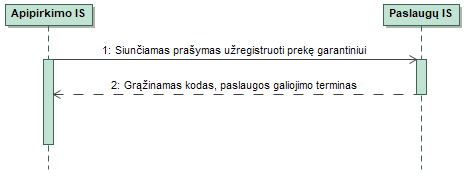 Apipirkimo IS
Paslaugų IS
1: Siunčiamas prašymas užregistruoti prekę garantiniui
2: Grąžinamas kodas, paslaugos galiojimo terminas